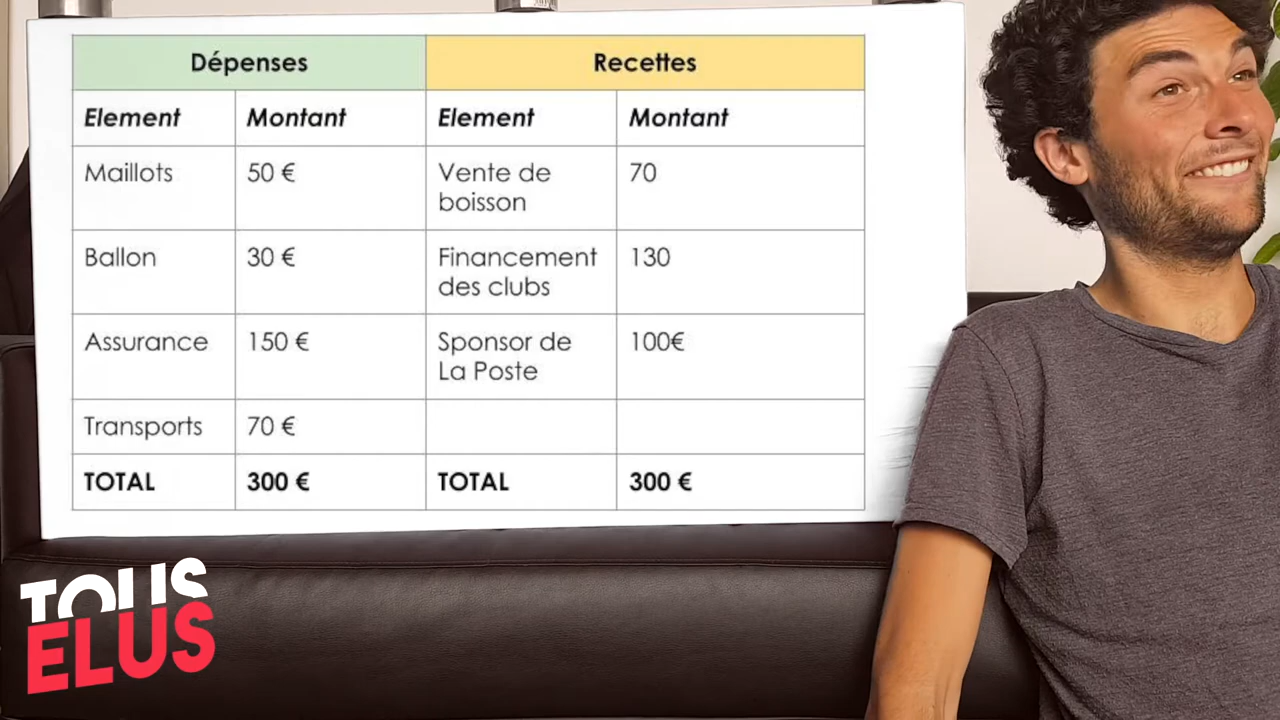 Dépenses Recettes
Element Montant Element Montant
Maillots 50 € Vente de 70
boisson
Ballon 30 € Financement 130
des clubs
Assurance 150 € Sponsor de 100€
La Poste
Transports 70 €
TOTAL 300 € TOTAL 300 €
TOUS
ELUS